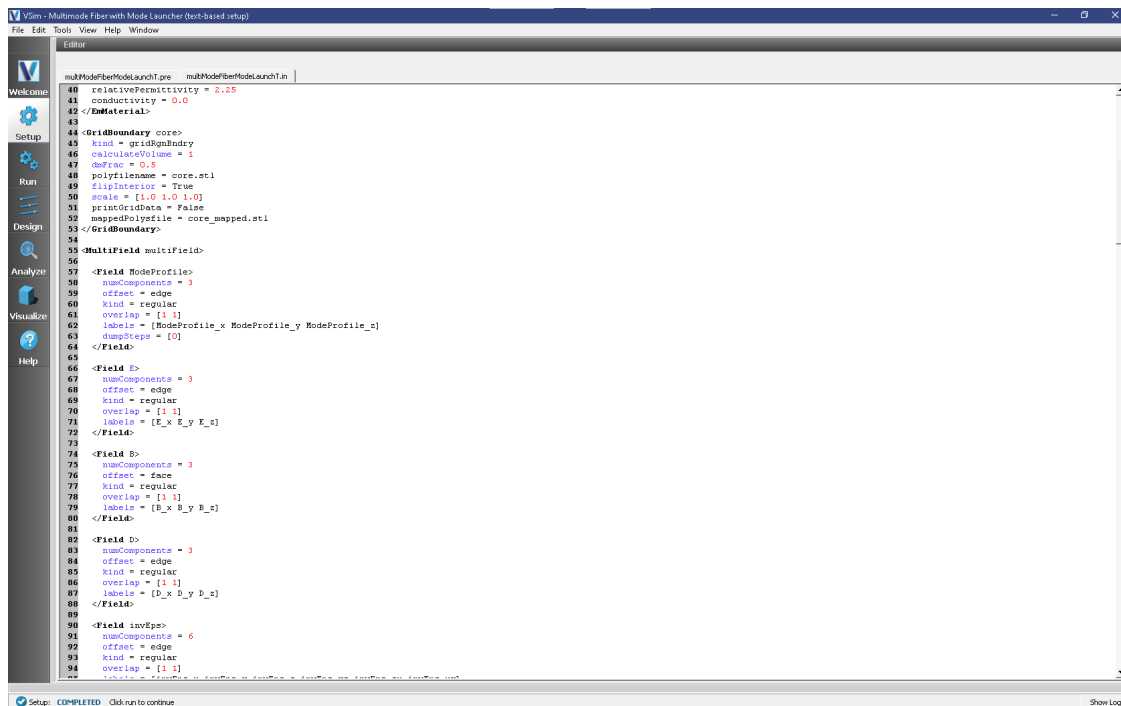 VSim - Multimode Fiber with Mode Launcher (text-based setup)
File Edit Tools View Help Window
Editor
multiModeFiberModeLaunchT.pre multiModeFiberModeLaunchT.in
Welcome
Setup
Run
Design
Analyze
Visualize
Help
40 relativePermittivity = 2.25
41 conductivity = 0.0
42 </EmMaterial>
43
44 <GridBoundary core>
45 kind = gridRgnBndry
46 calculateVolume = 1
47 dmFrac = 0.5
48 polyfilename = core.stl
49 flipInterior = True
50 scale = [1.0 1.0 1.0]
51 printGridData = False
52 mappedPolysfile = core_mapped.stl
53 </GridBoundary>
54
55 <MultiField multiField>
56
57 <Field ModeProfile>
58 numComponents = 3
59 offset = edge
60 kind = regular
61 overlap = [1 1]
62 labels = [ModeProfile_x ModeProfile_y ModeProfile_z]
63 dumpSteps = [0]
64 </Field>
65
66 <Field E>
67 numComponents = 3
68 offset = edge
69 kind = regular
70 overlap = [1 1]
71 labels = [E_x E_y E_z]
72 </Field>
73
74 <Field B>
75 numComponents = 3
76 offset = face
77 kind = regular
78 overlap = [1 1]
79 labels = [B_x B_y B_z]
80 </Field>
81
82 <Field D>
83 numComponents = 3
84 offset = edge
85 kind = regular
86 overlap = [1 1]
87 labels = [D_x D_y D_z]
88 </Field>
89
90 <Field invEps>
91 numComponents = 6
92 offset = edge
93 kind = regular
94 overlap = [1 1]
Setup: COMPLETED Click run to continue
Show Log